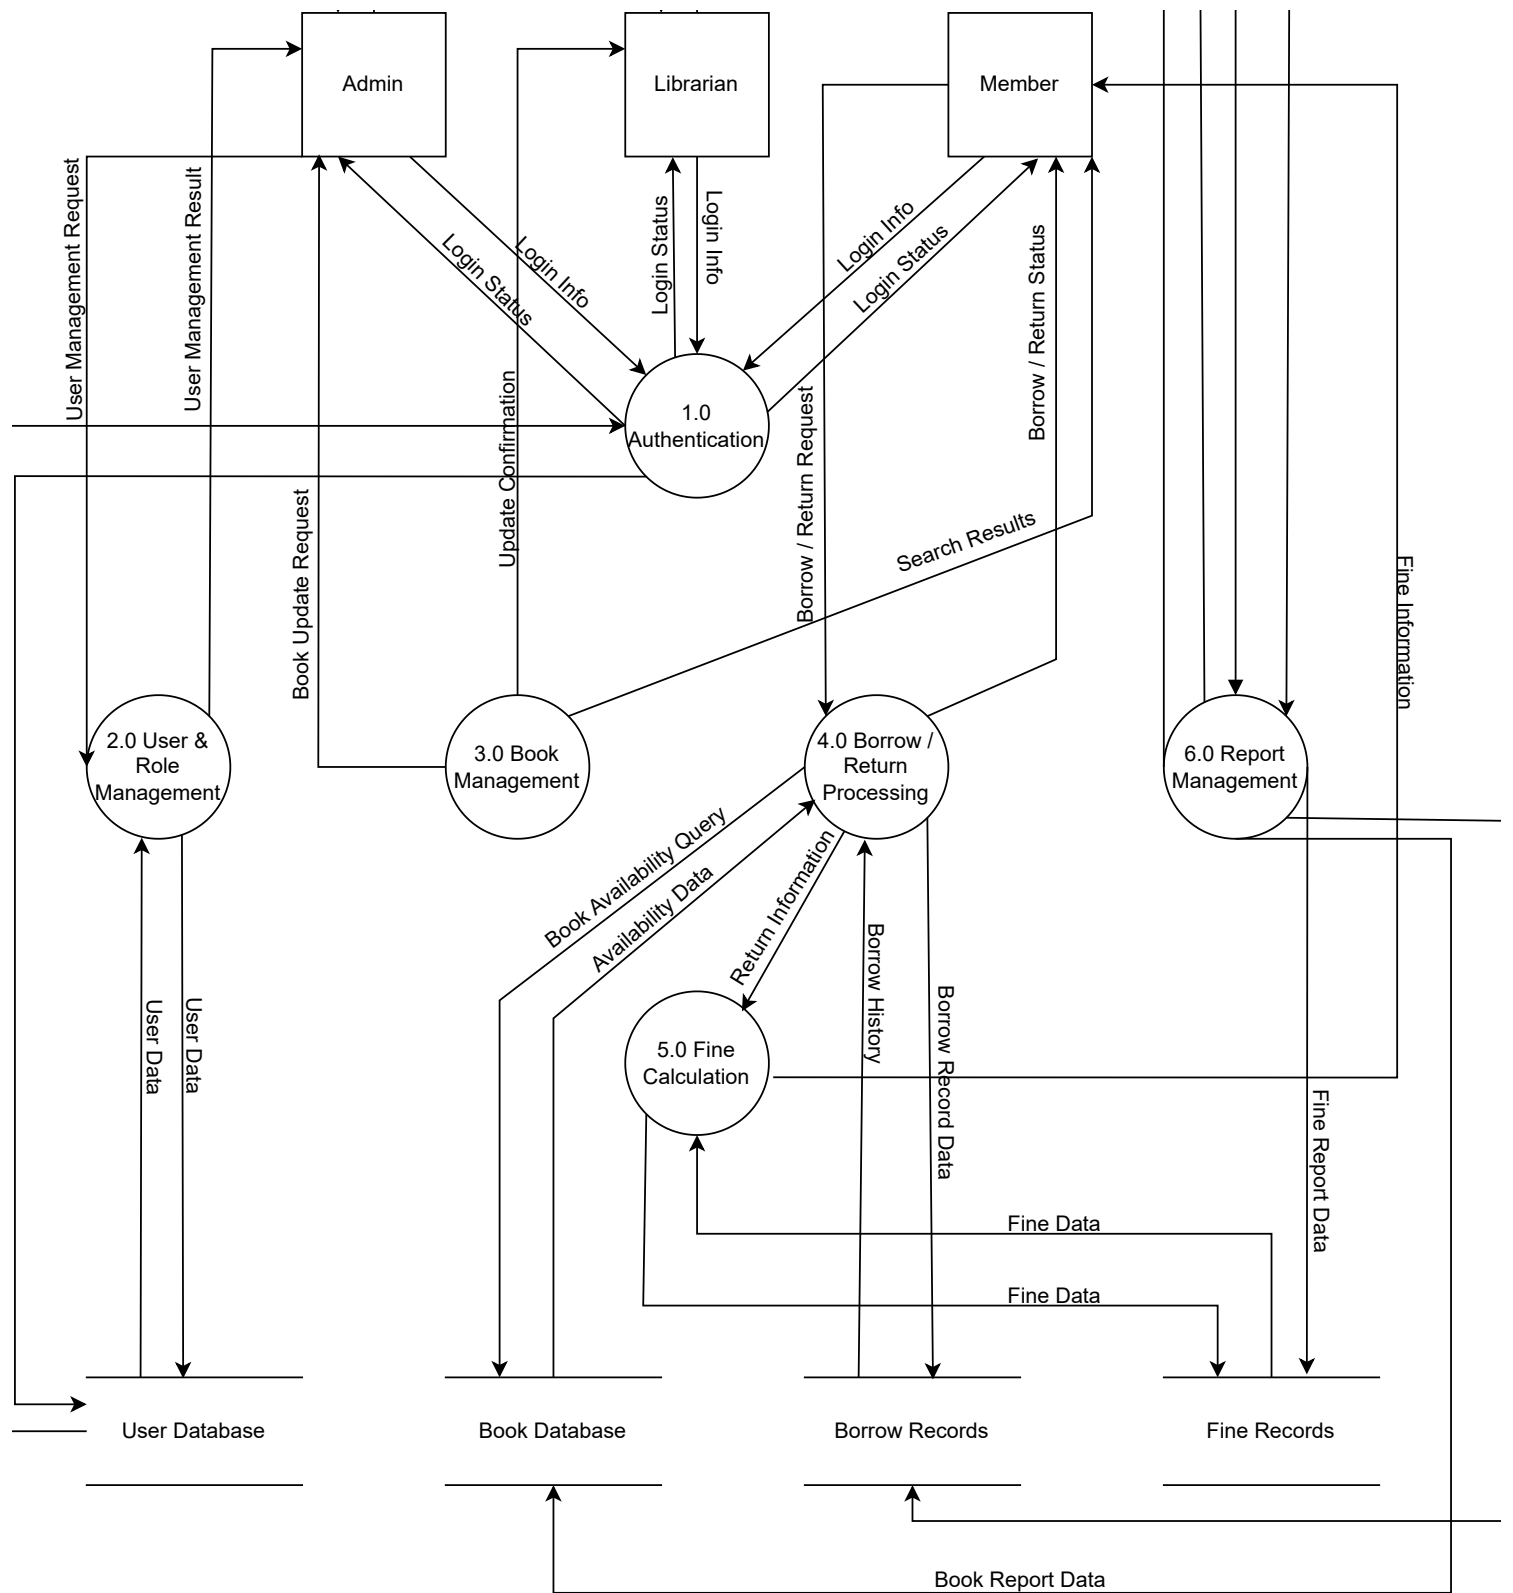 Admin
Librarian
Member
User Management Request
User Management Result
Login Status
Login Info
Login Status
Login Info
Login Info
Login Status
Borrow / Return Status
1.0
Authentication
Update Confirmation
Borrow / Return Request
Book Update Request
Search Results
Fine Information
2.0 User &
Role
Management
3.0 Book
Management
4.0 Borrow /
Return
Processing
6.0 Report
Management
Book Availability Query
Availability Data
Return Information
Borrow History
Borrow Record Data
User Data
User Data
5.0 Fine
Calculation
Fine Report Data
Fine Data
Fine Data
User Database
Book Database
Borrow Records
Fine Records
Book Report Data